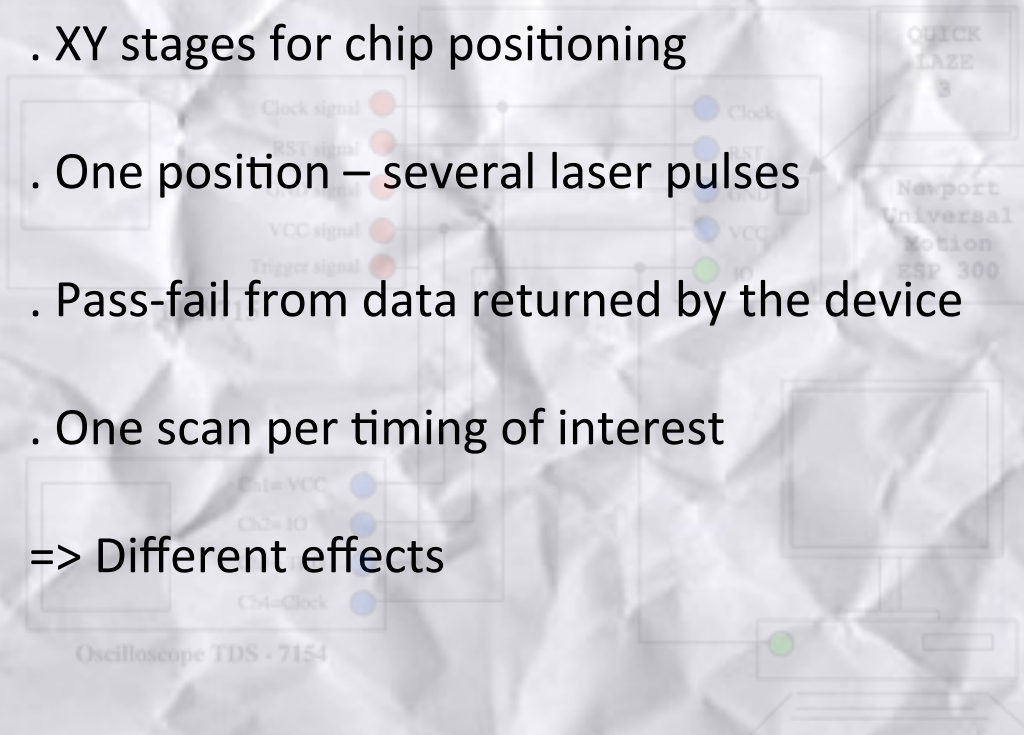 . XY stages for chip positioning
QUICK
LAZE
3
Clock signal
Clock
RST signal
RST
. One position – several laser pulses
GND
Newport
Universal
Motion
ESP 300
VCC signal
VCC
Trigger signal
IO
. Pass-fail from data returned by the device
. One scan per timing of interest
Ch1= VCC
Ch2= IO
=> Different effects
Ch4=Clock
Oscilloscope TDS - 7154